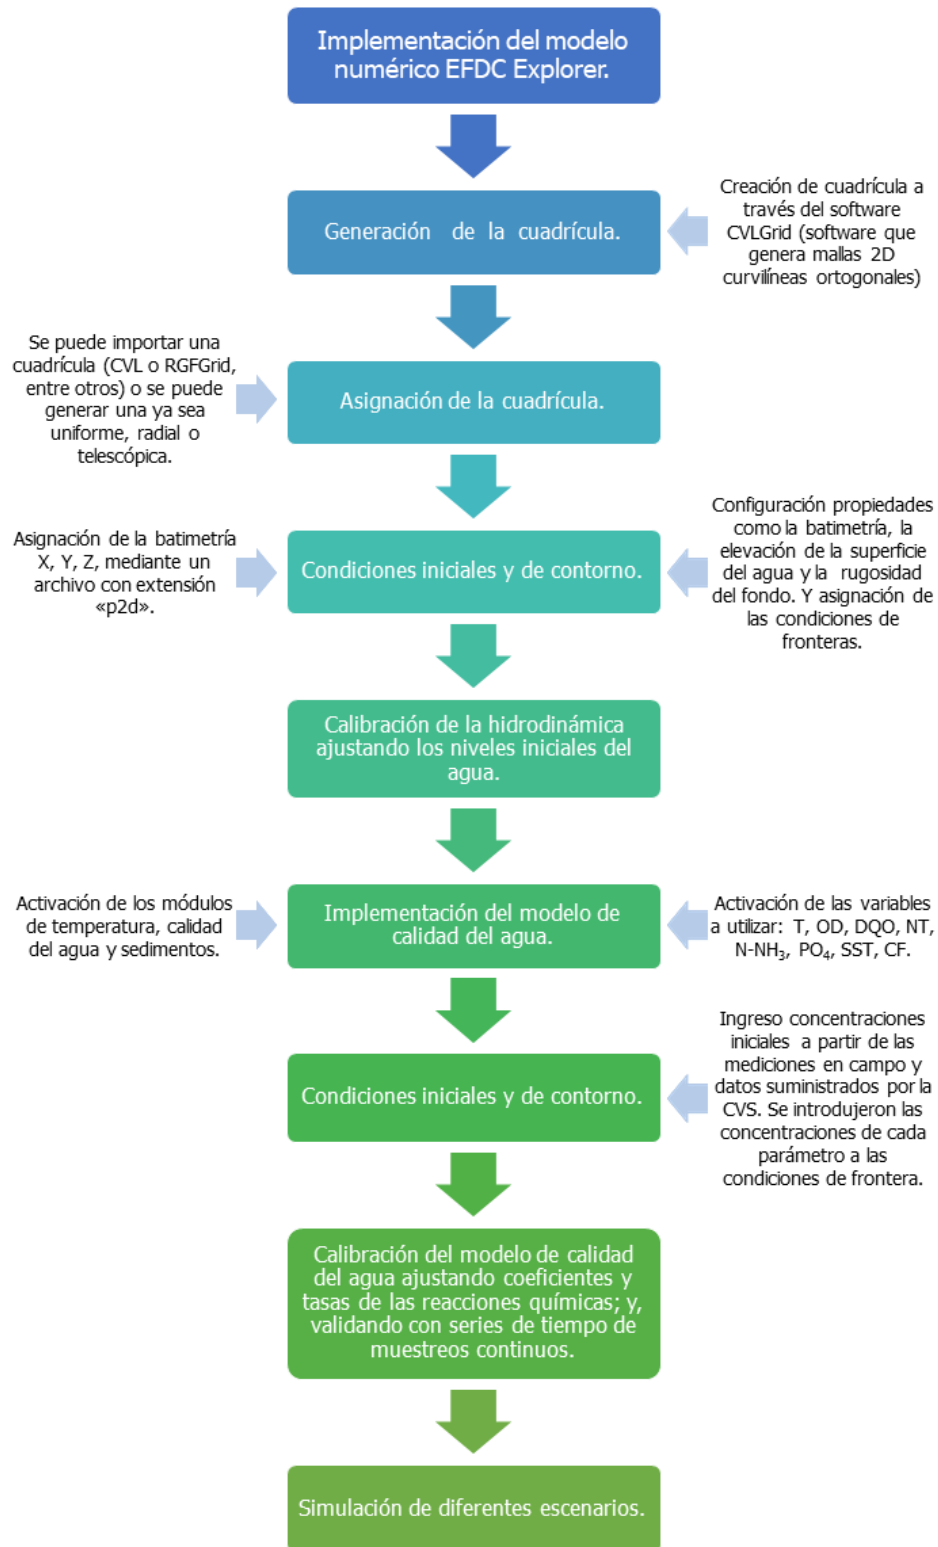 Implementación del modelo
numérico EFDC Explorer.
Generación de la cuadrícula.
Creación de cuadrícula a
través del software
CVLGrid (software que
genera mallas 2D
curvilíneas ortogonales)
Se puede importar una
cuadrícula (CVL o RGFGrid,
entre otros) o se puede
generar una ya sea
uniforme, radial o
telescópica.
Asignación de la cuadrícula.
Asignación de la batimetría
X, Y, Z, mediante un
archivo con extensión
«p2d».
Condiciones iniciales y de contorno.
Configuración propiedades
como la batimetría, la
elevación de la superficie
del agua y la rugosidad
del fondo. Y asignación de
las condiciones de
fronteras.
Calibración de la hidrodinámica
ajustando los niveles iniciales del
agua.
Activación de los módulos
de temperatura, calidad
del agua y sedimentos.
Implementación del modelo de
calidad del agua.
Activación de las variables
a utilizar: T, OD, DQO, NT,
N-NH₃, PO₄, SST, CF.
Condiciones iniciales y de contorno.
Ingreso concentraciones
iniciales a partir de las
mediciones en campo y
datos suministrados por la
CVS. Se introdujeron las
concentraciones de cada
parámetro a las
condiciones de frontera.
Calibración del modelo de calidad
del agua ajustando coeficientes y
tasas de las reacciones químicas; y,
validando con series de tiempo de
muestreos continuos.
Simulación de diferentes escenarios.